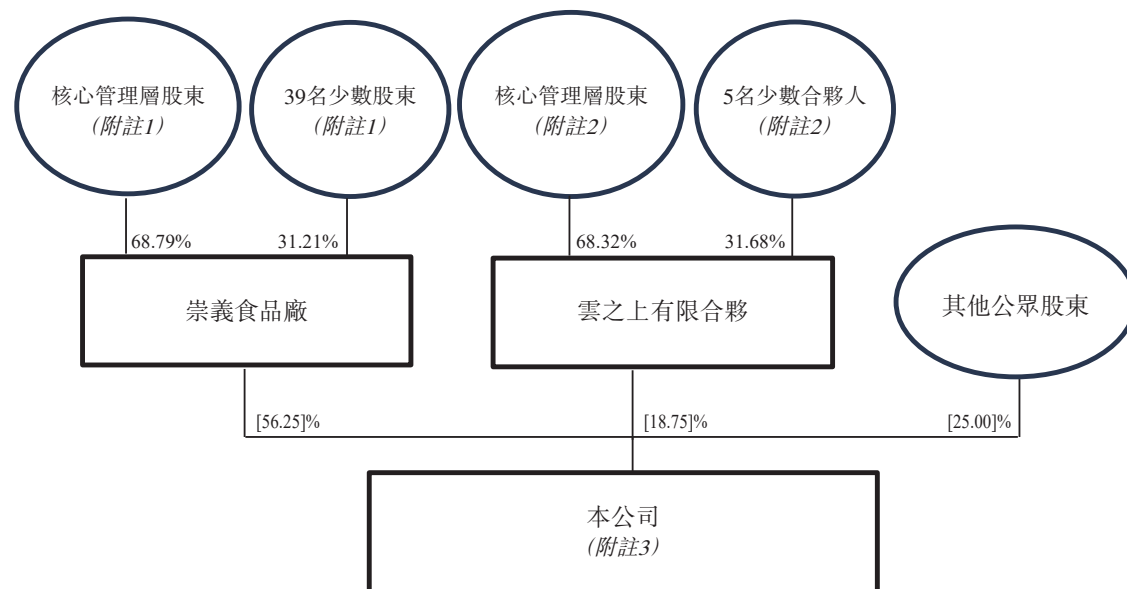 核心管理層股東
(附註1)
39名少數股東
(附註1)
核心管理層股東
(附註2)
5名少數合夥人
(附註2)
68.79%
31.21%
68.32%
31.68%
崇義食品廠
雲之上有限合夥
其他公眾股東
[56.25]%
[18.75]%
[25.00]%
本公司
(附註3)